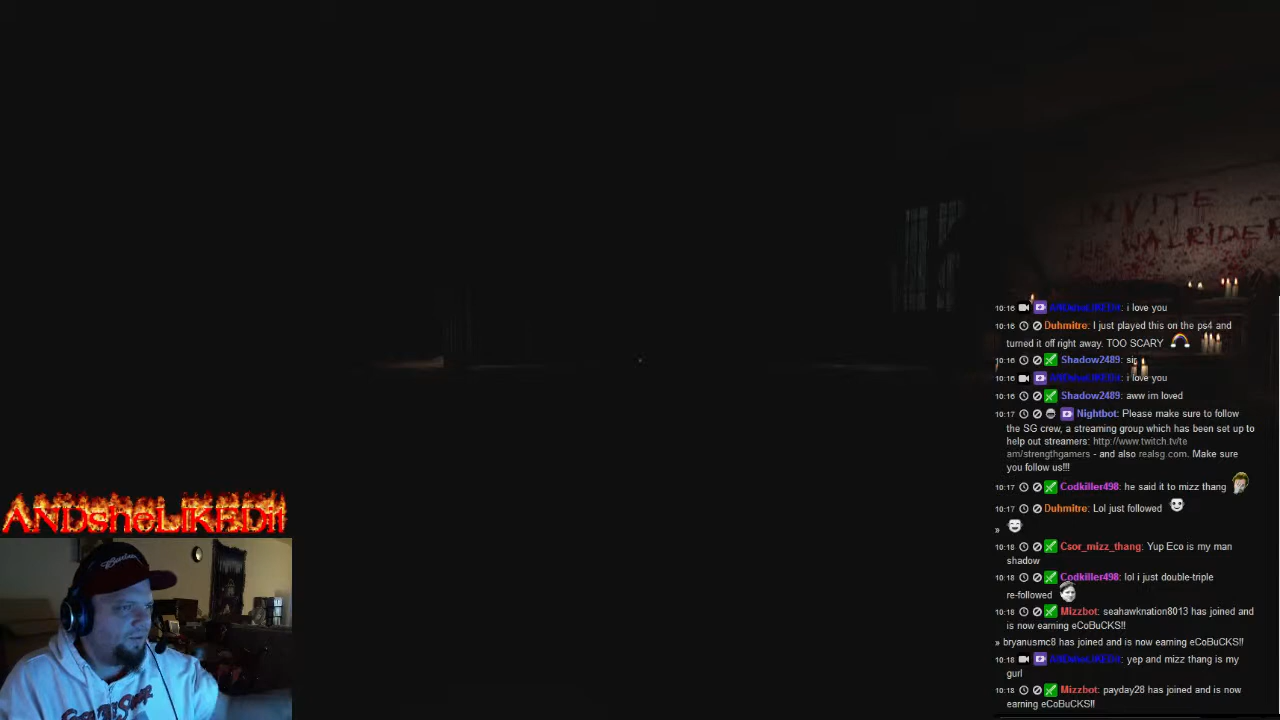 INVITE
THE WALRIDER
10:16 ANDsheLIKEDit: i love you
10:16 Duhmitre: I just played this on the ps4 and
turned it off right away. TOO SCARY
10:16 Shadow2489: sir
10:16 ANDsheLIKEDit: i love you
10:16 Shadow2489: aww im loved
10:17 Nightbot: Please make sure to follow
the SG crew, a streaming group which has been set up to
help out streamers: http://www.twitch.tv/te
am/strengthgamers - and also realsg.com. Make sure
you follow us!!!
10:17 Codkiller498: he said it to mizz thang
10:17 Duhmitre: Lol just followed
»
10:18 Csor_mizz_thang: Yup Eco is my man
shadow
10:18 Codkiller498: lol i just double-triple
re-followed
10:18 Mizzbot: seahawknation8013 has joined and
is now earning eCoBuCKS!!
» bryanusmc8 has joined and is now earning eCoBuCKS!!
10:18 ANDsheLIKEDit: yep and mizz thang is my
gurl
10:18 Mizzbot: payday28 has joined and is now
earning eCoBuCKS!!
ANDsheLiKEDit